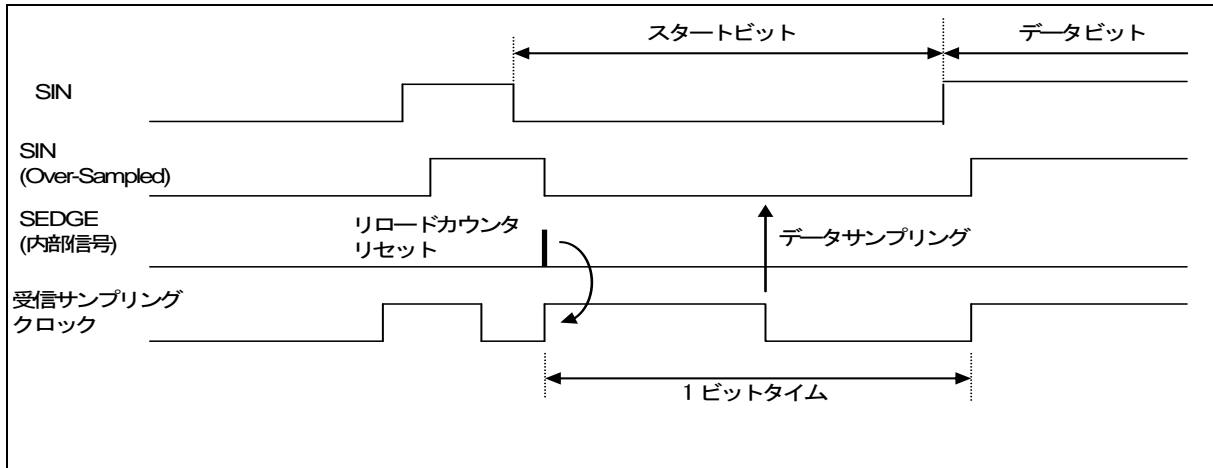 スタートビット
データビット
SIN
SIN
(Over-Sampled)
SEDGE
(内部信号)
リロードカウンタ
リセット
データサンプリング
受信サンプリング
クロック
1 ビットタイム